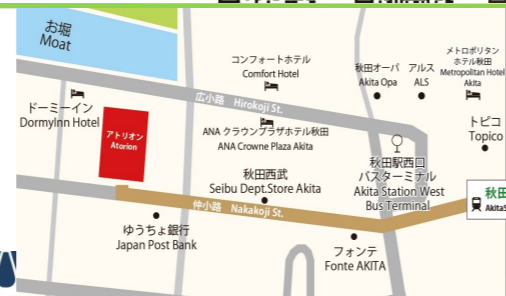 お堀
Moat
コンフォートホテル
Comfort Hotel
秋田オーパ
Akita Opa
アルス
ALS
メトロポリタン
ホテル秋田
Metropolitan Hotel
Akita
ドーミーイン
DormyInn Hotel
アトリオン
Atorion
広小路 Hirokoji St.
ANA クラウンプラザホテル秋田
ANA Crowne Plaza Akita
トピコ
Topico
秋田西武
Seibu Dept.Store Akita
秋田駅西口
バスターミナル
Akita Station West
Bus Terminal
仲小路 Nakakoji St.
秋田
ゆうちょ銀行
Japan Post Bank
フォンテ
Fonte AKITA